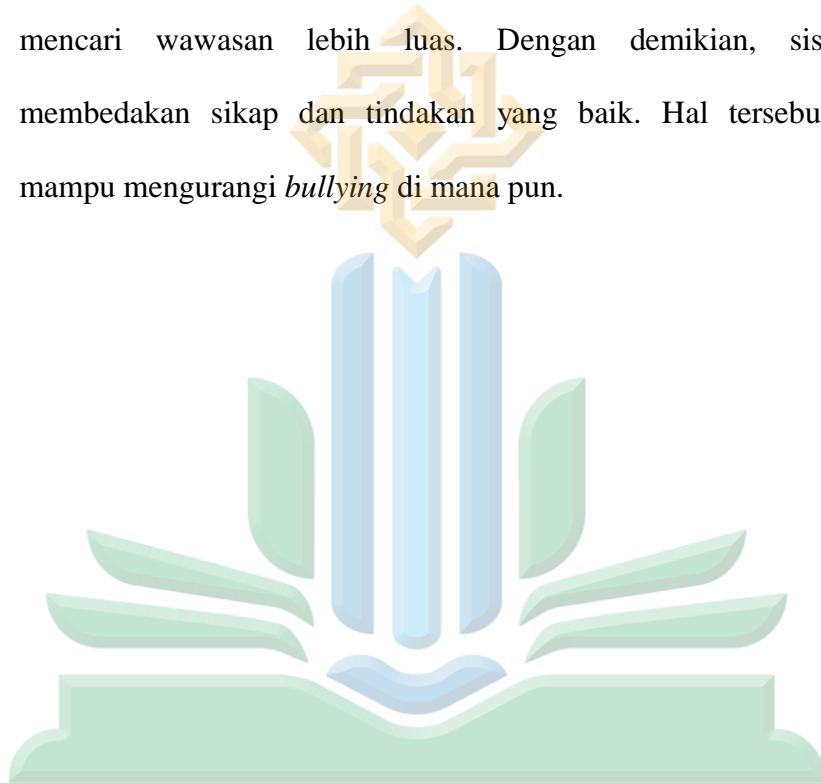 mencari wawasan lebih luas. Dengan demikian, sis
membedakan sikap dan tindakan yang baik. Hal tersebu
mampu mengurangi bullying di mana pun.